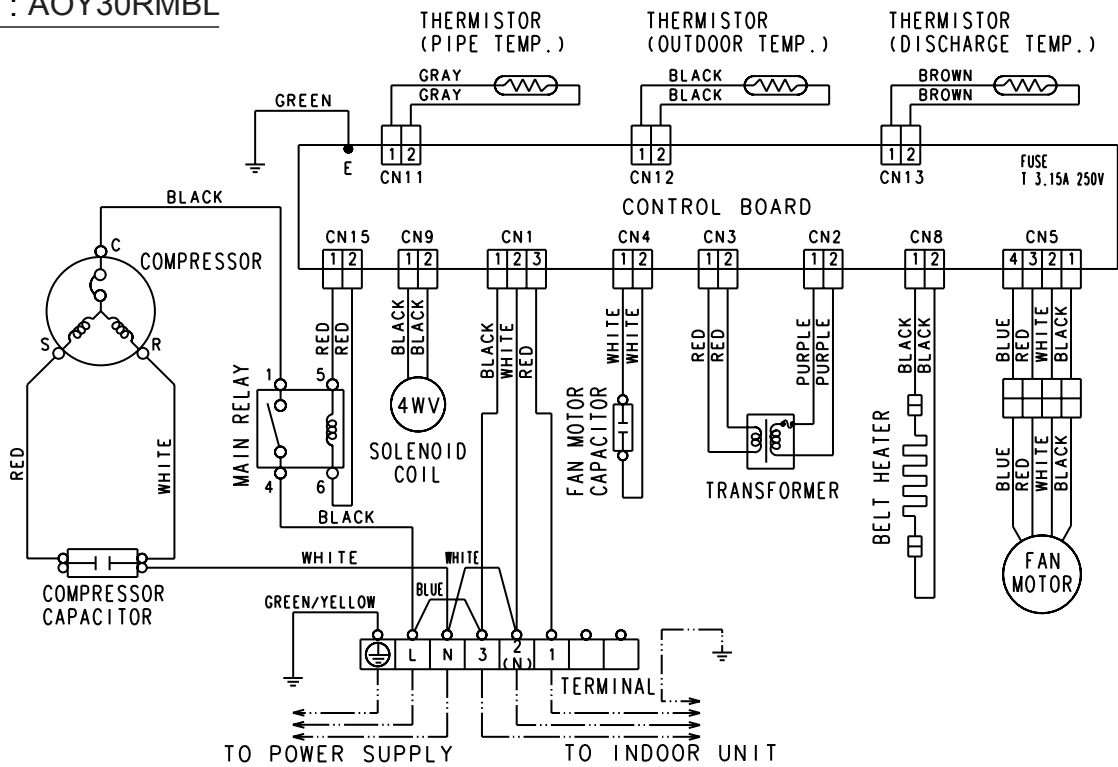 : AOY30RMBL
THERMISTOR
(PIPE TEMP.)
THERMISTOR
(OUTDOOR TEMP.)
THERMISTOR
(DISCHARGE TEMP.)
GRAY
GRAY
BLACK
BLACK
BROWN
BROWN
GREEN
E
1 2
CN11
1 2
CN12
1 2
CN13
FUSE
T 3.15A 250V
CONTROL BOARD
BLACK
C
COMPRESSOR
S
R
CN15
1 2
CN9
1 2
CN1
1 2 3
CN4
1 2
CN3
1 2
CN2
1 2
CN8
1 2
CN5
4 3 2 1
RED
RED
BLACK
BLACK
BLACK
WHITE
RED
WHITE
WHITE
RED
RED
PURPLE
PURPLE
BLACK
BLACK
BLUE
RED
WHITE
BLACK
1
5
MAIN RELAY
4
6
4WV
SOLENOID
COIL
FAN MOTOR
CAPACITOR
TRANSFORMER
BELT HEATER
BLUE
RED
WHITE
BLACK
FAN
MOTOR
RED
WHITE
BLACK
WHITE
WHITE
BLUE
COMPRESSOR
CAPACITOR
GREEN/YELLOW
L
N
3
2
(N)
1
TERMINAL
TO POWER SUPPLY
TO INDOOR UNIT